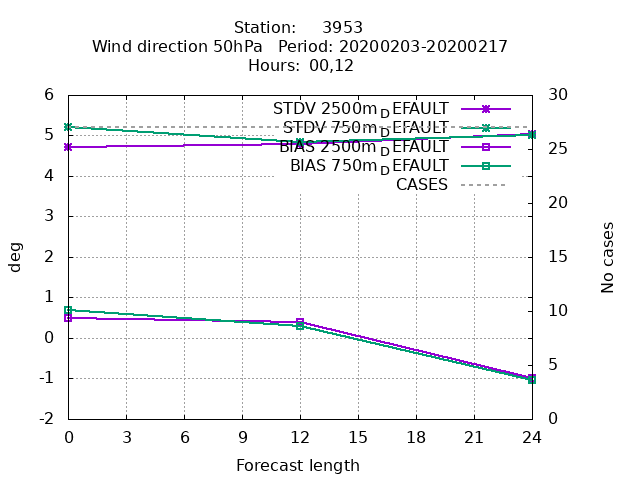 Station: 3953
Wind direction 50hPa Period: 20200203-20200217
Hours: 00,12
6
5
4
3
2
1
0
-1
-2
deg
30
25
20
15
10
5
0
No cases
STDV 2500m_DEFAULT
STDV 750m_DEFAULT
BIAS 2500m_DEFAULT
BIAS 750m_DEFAULT
CASES
0 3 6 9 12 15 18 21 24
Forecast length